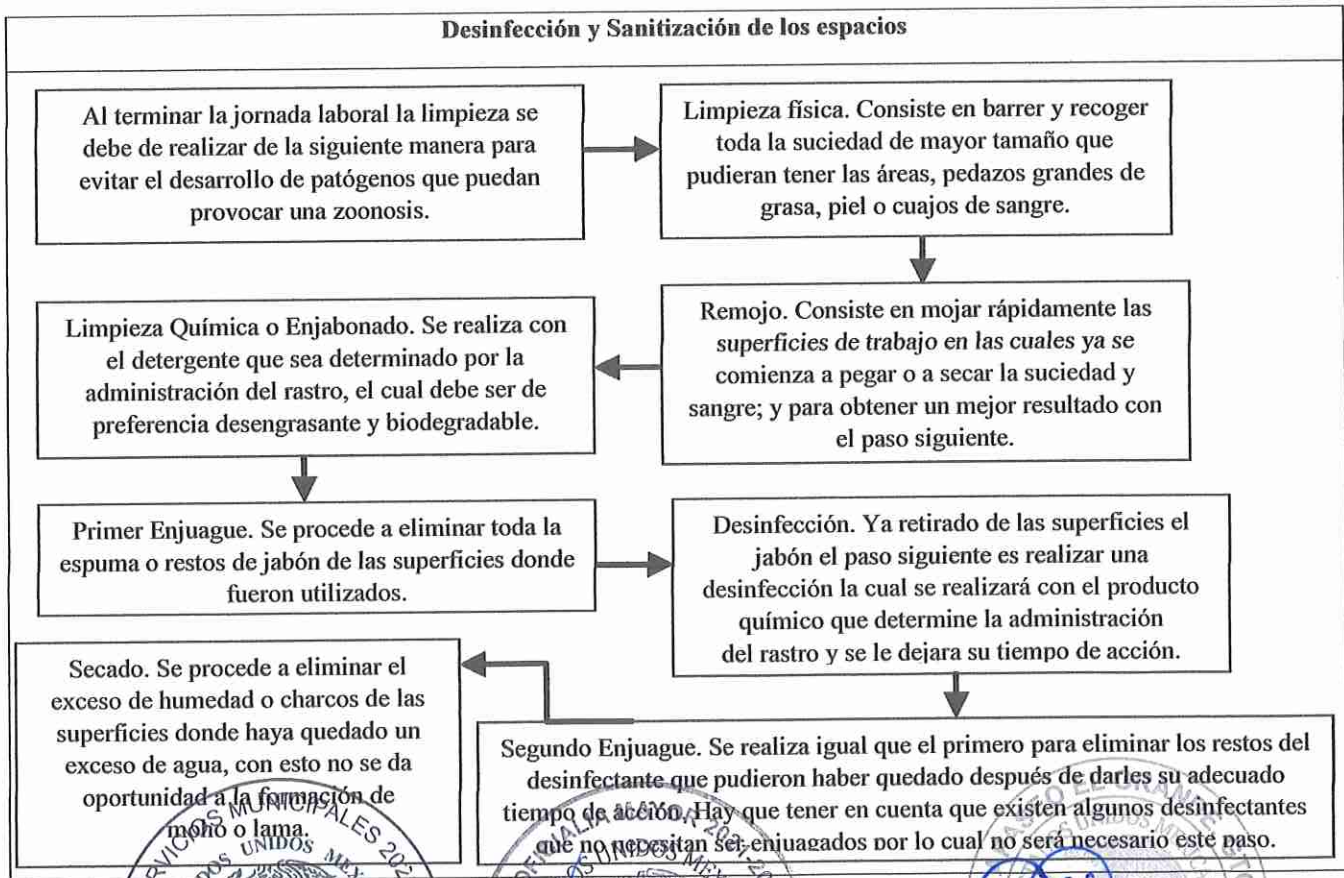 Desinfección y Sanitización de los espacios
Al terminar la jornada laboral la limpieza se
debe de realizar de la siguiente manera para
evitar el desarrollo de patógenos que puedan
provocar una zoonosis.
Limpieza física. Consiste en barrer y recoger
toda la suciedad de mayor tamaño que
pudieran tener las áreas, pedazos grandes de
grasa, piel o cuajos de sangre.
Remojo. Consiste en mojar rápidamente las
superficies de trabajo en las cuales ya se
comienza a pegar o a secar la suciedad y
sangre; y para obtener un mejor resultado con
el paso siguiente.
Limpieza Química o Enjabonado. Se realiza con
el detergente que sea determinado por la
administración del rastro, el cual debe ser de
preferencia desengrasante y biodegradable.
Primer Enjuague. Se procede a eliminar toda la
espuma o restos de jabón de las superficies donde
fueron utilizados.
Desinfección. Ya retirado de las superficies el
jabón el paso siguiente es realizar una
desinfección la cual se realizará con el producto
químico que determine la administración
del rastro y se le dejara su tiempo de acción.
Segundo Enjuague. Se realiza igual que el primero para eliminar los restos del
desinfectante que pudieron haber quedado después de darles su adecuado
tiempo de acción. Hay que tener en cuenta que existen algunos desinfectantes
que no necesitan ser enjuagados por lo cual no será necesario este paso.
Secado. Se procede a eliminar el
exceso de humedad o charcos de las
superficies donde haya quedado un
exceso de agua, con esto no se da
oportunidad a la formación de
moho o lama.
MUNICIPALES
UNIDOS
UNIDOS
EL GRANDE
UNIDOS